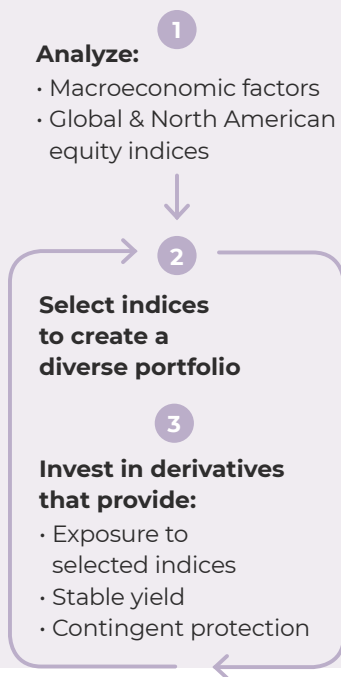 1
Analyze:
· Macroeconomic factors
· Global & North American
equity indices
2
Select indices
to create a
diverse portfolio
3
Invest in derivatives
that provide:
· Exposure to
selected indices
· Stable yield
· Contingent protection